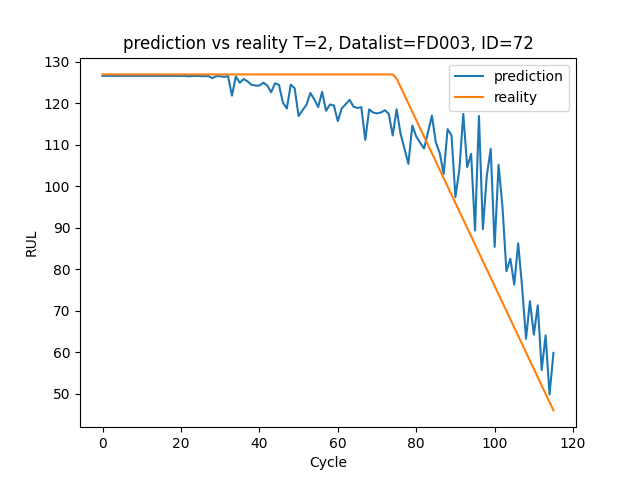 prediction vs reality T=2, Datalist=FD003, ID=72
prediction
reality
RUL
130
120
110
100
90
80
70
60
50
0 20 40 60 80 100 120
Cycle